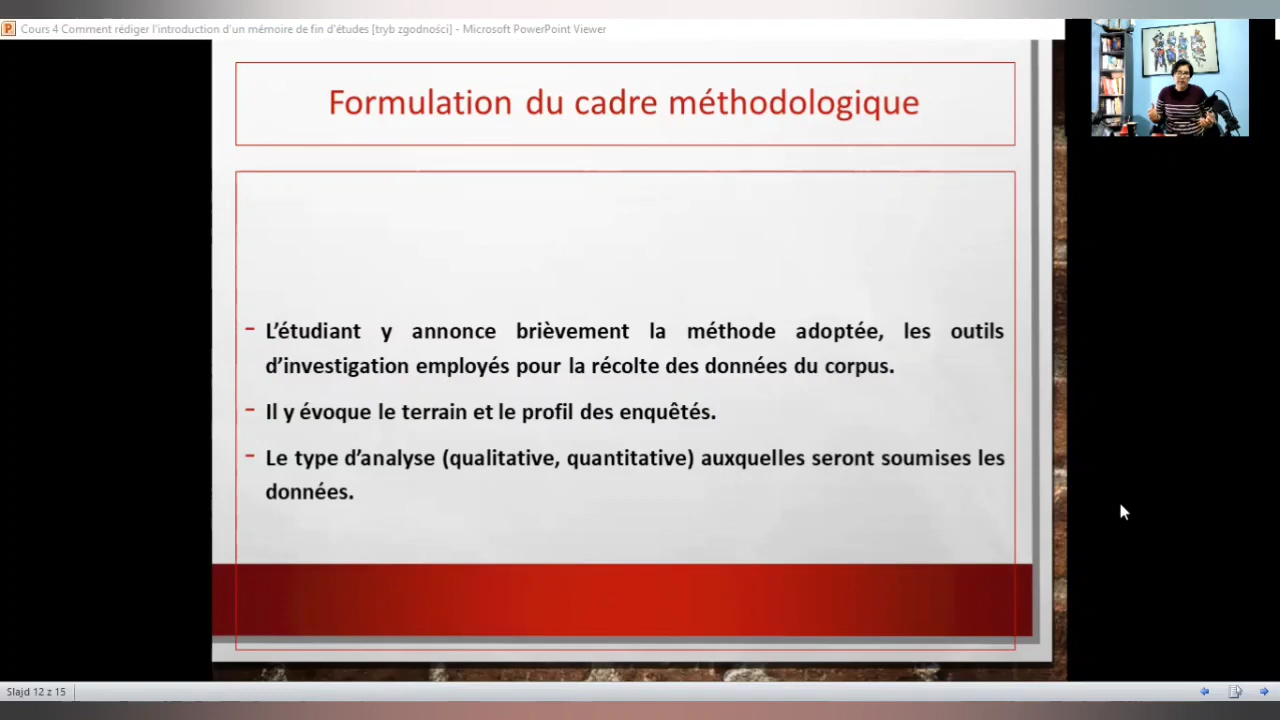 Cours 4 Comment rédiger l'introduction d'un mémoire de fin d'études [tryb zgodności] - Microsoft PowerPoint Viewer
Formulation du cadre méthodologique
- L'étudiant y annonce brièvement la méthode adoptée, les outils
d'investigation employés pour la récolte des données du corpus.
- Il y évoque le terrain et le profil des enquêtés.
- Le type d'analyse (qualitative, quantitative) auxquelles seront soumises les
données.
Slajd 12 z 15